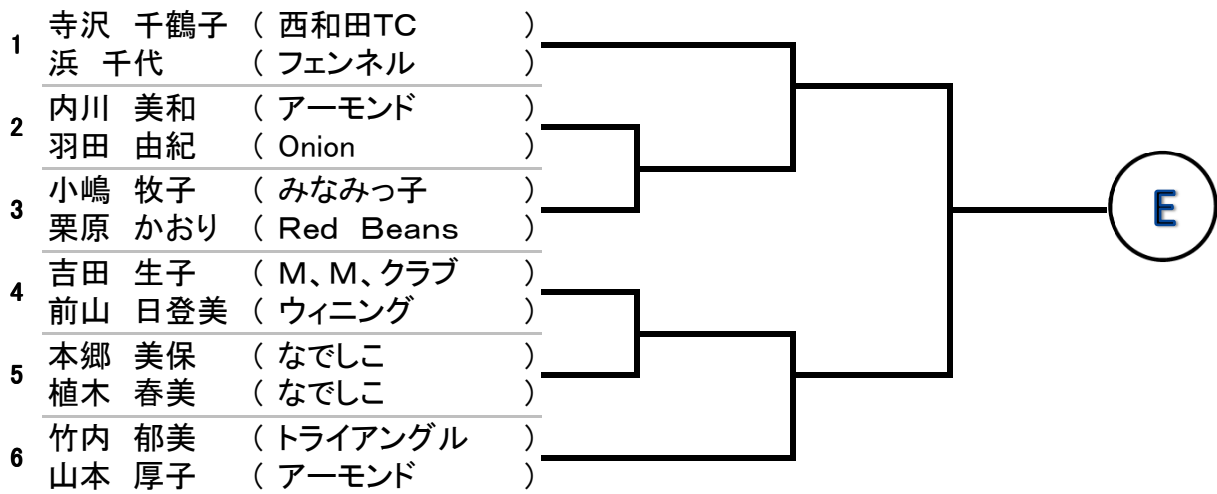 1
寺沢　千鶴子　( 西和田TC )
浜　千代　( フェンネル )
2
内川　美和　( アーモンド )
羽田　由紀　( Onion )
3
小嶋　牧子　( みなみっ子 )
栗原　かおり　( Red　Beans )
4
吉田　生子　( M、M、クラブ )
前山　日登美　( ウィニング )
5
本郷　美保　( なでしこ )
植木　春美　( なでしこ )
6
竹内　郁美　( トライアングル )
山本　厚子　( アーモンド )
E